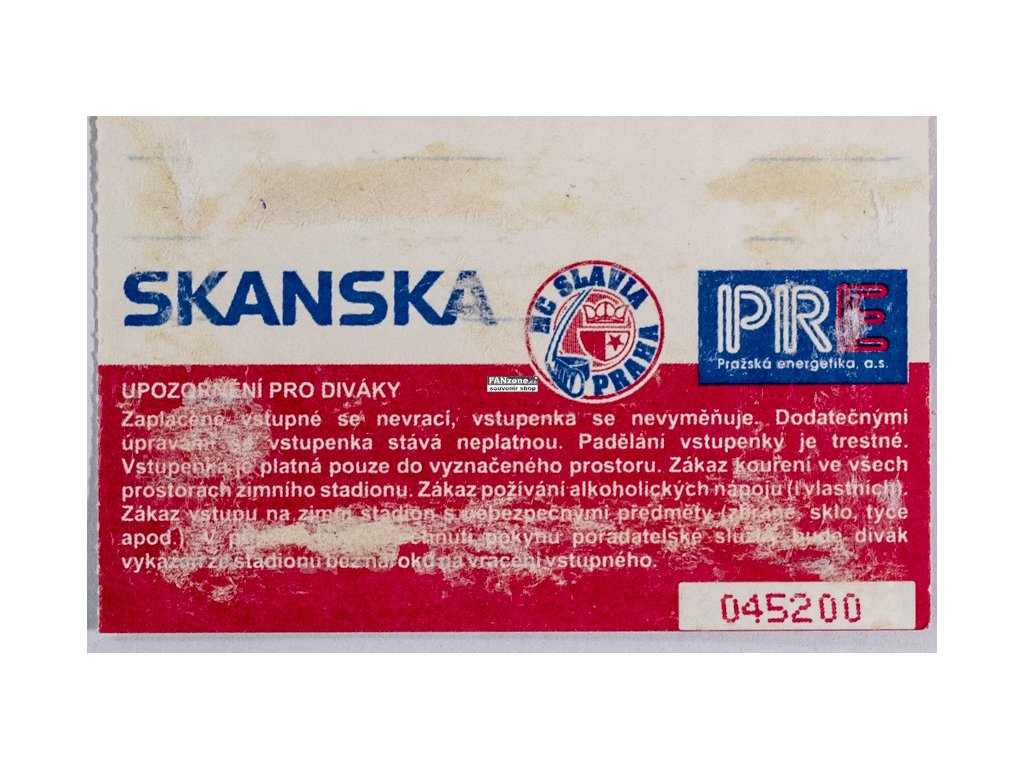 SKANSKA
HC SLAVIA PRAHA
PRE
Pražská energetika, a.s.
FANzone.cz
souvenir shop
UPOZORNĚNÍ PRO DIVÁKY
Zaplacené vstupné se nevrací, vstupenka se nevyměňuje. Dodatečnými
úpravami se vstupenka stává neplatnou. Padělání vstupenky je trestné.
Vstupenka je platná pouze do vyznačeného prostoru. Zákaz kouření ve všech
prostorách zimního stadionu. Zákaz požívání alkoholických nápojů (i vlastních).
Zákaz vstupu na zimní stadion s nebezpečnými předměty (zbraně, sklo, tyče
apod.) V pokynů pořadatelské služby bude divák
vykázán ze stadionu bez nároku na vrácení vstupného.
045200